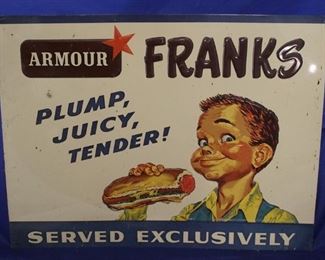 ARMOUR FRANKS
PLUMP,
JUICY,
TENDER!
SERVED EXCLUSIVELY